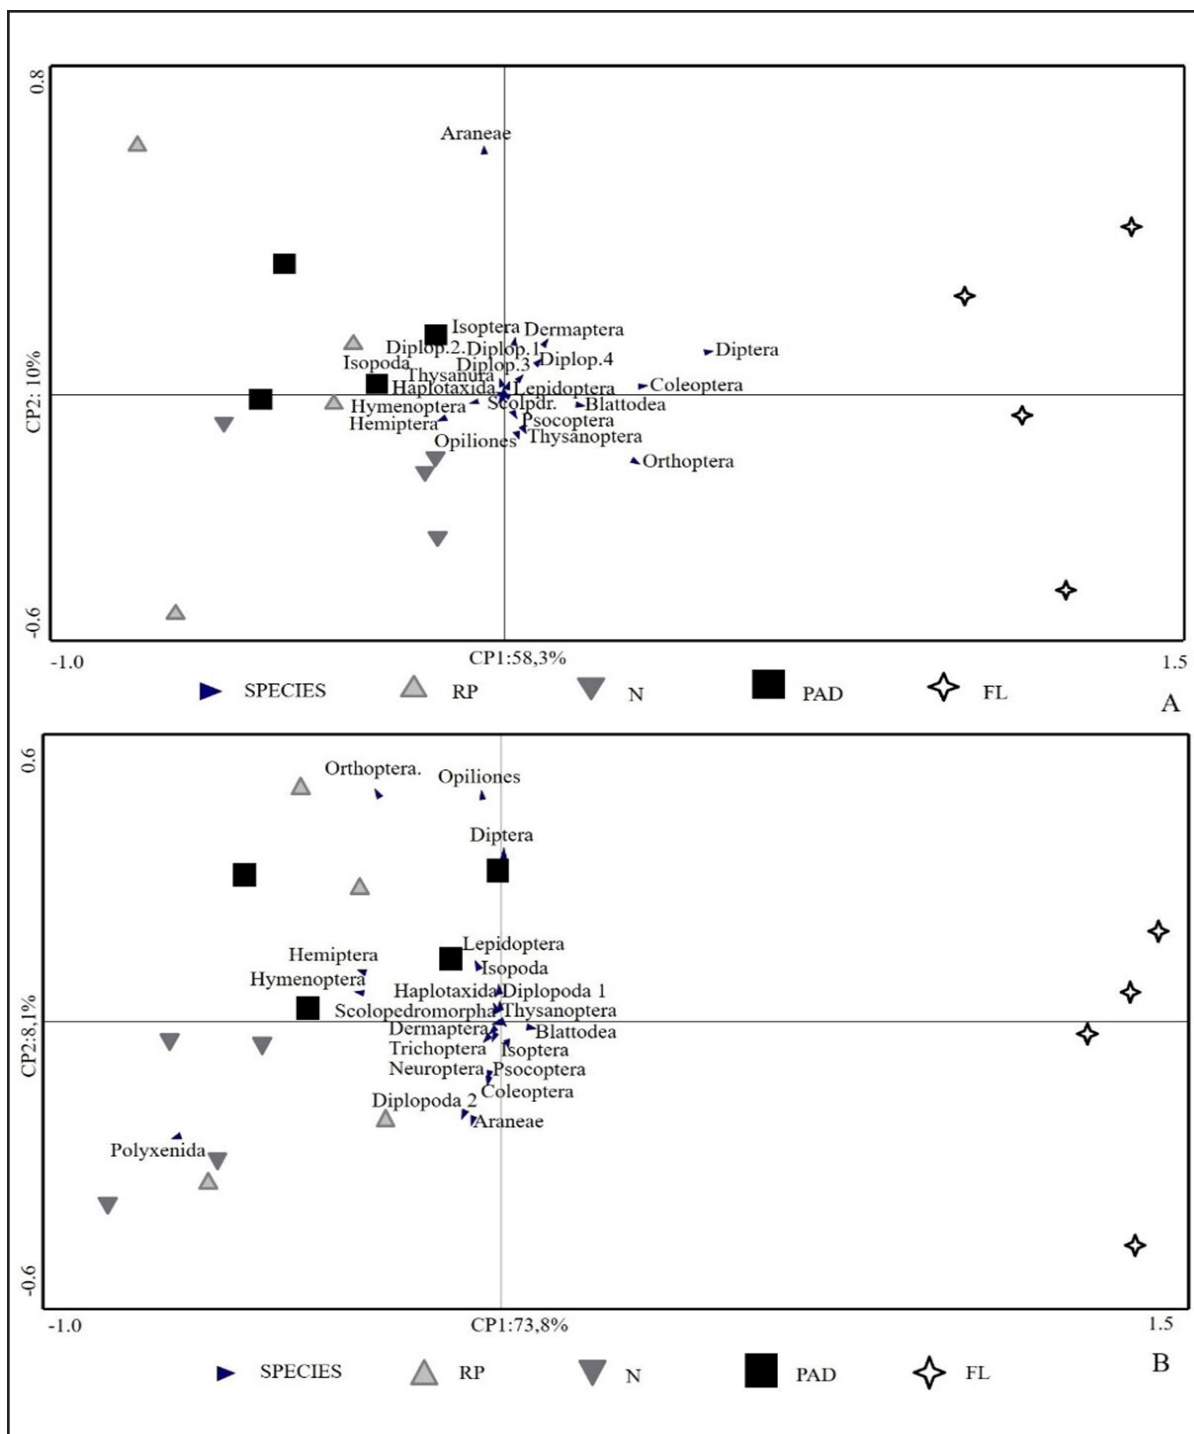 0.8
Araneae
Isoptera Dermaptera
Diplop.2. Diplop.1
Diptera
Isopoda Diplop.3 Diplop.4
Thysanura
Coleoptera
Haplotaxida Lepidoptera
Hymenoptera Scolpdr. Blattodea
Hemiptera Psocoptera
Opiliones Thysanoptera
Orthoptera
CP2: 10%
-0.6
-1.0 CP1:58,3% 1.5
SPECIES RP N PAD FL
A
0.6
Orthoptera. Opiliones
Diptera
Lepidoptera
Hemiptera Isopoda
Hymenoptera
Haplotaxida Diplopoda 1
Scolopedromorpha Thysanoptera
Dermaptera Blattodea
Trichoptera Isoptera
Neuroptera Psocoptera
Coleoptera
Diplopoda 2
Araneae
Polyxenida
CP2:8,1%
-0.6
-1.0 CP1:73,8% 1.5
SPECIES RP N PAD FL
B